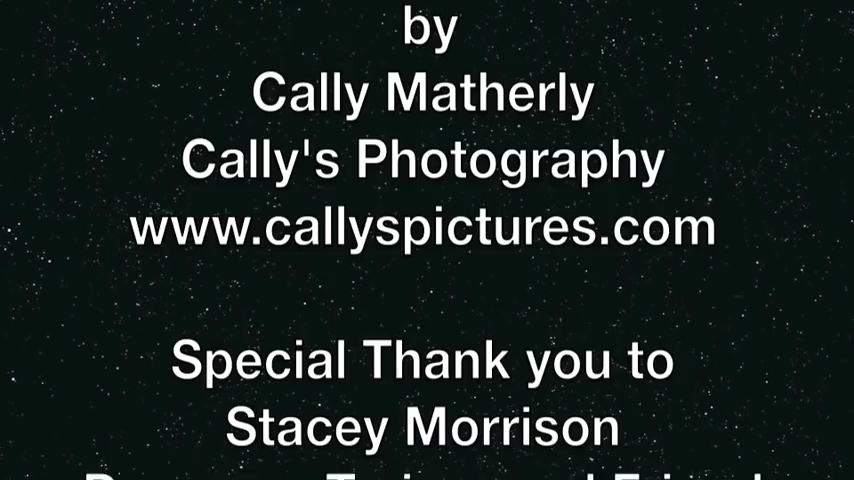 by
Cally Matherly
Cally's Photography
www.callyspictures.com
Special Thank you to
Stacey Morrison